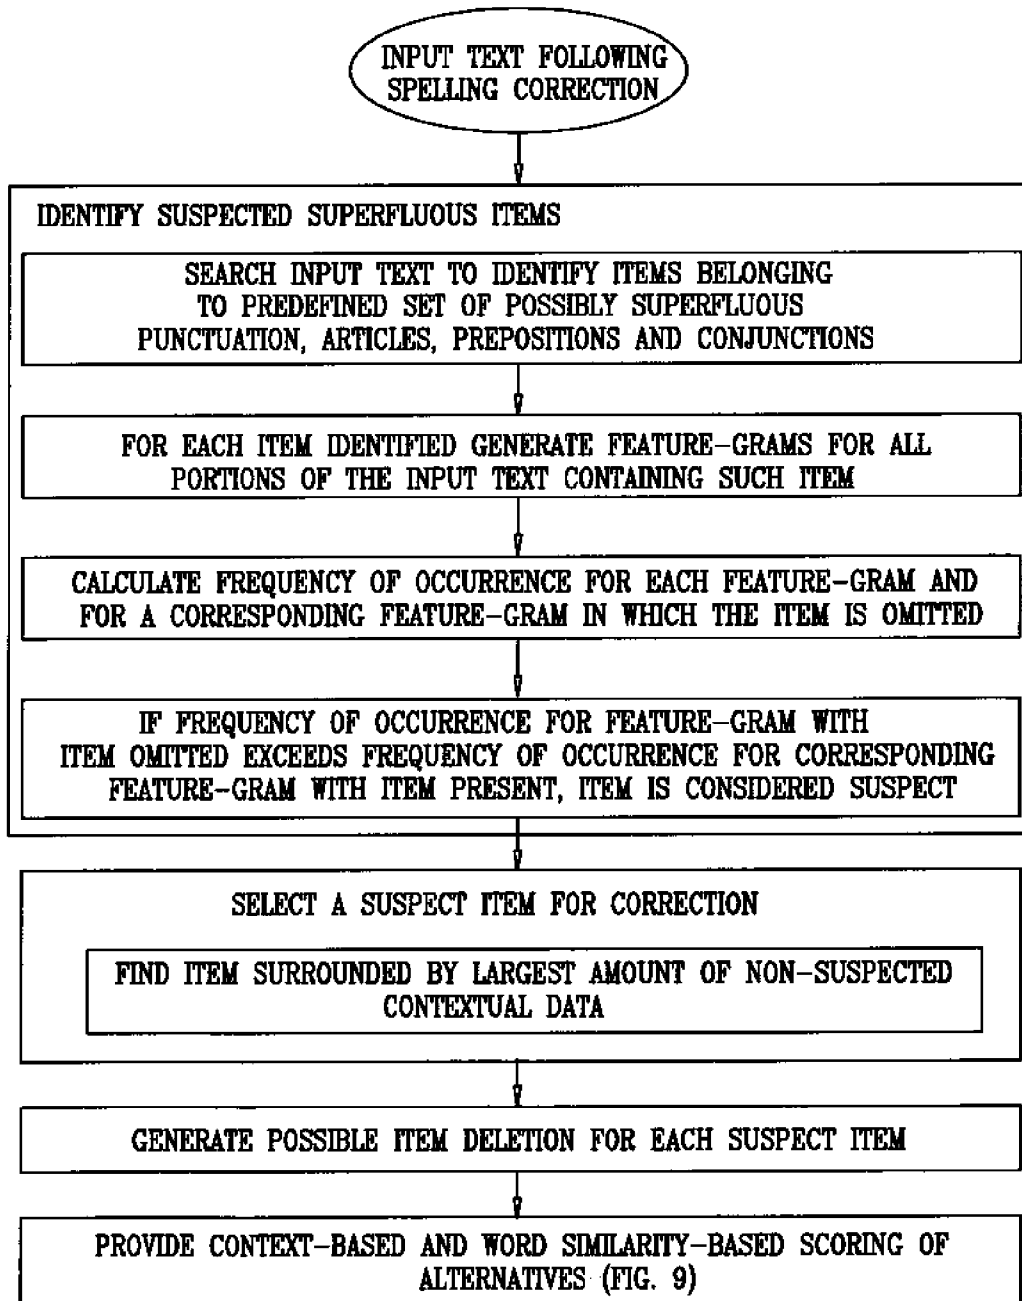 INPUT TEXT FOLLOWING
SPELLING CORRECTION
IDENTIFY SUSPECTED SUPERFLUOUS ITEMS
SEARCH INPUT TEXT TO IDENTIFY ITEMS BELONGING
TO PREDEFINED SET OF POSSIBLY SUPERFLUOUS
PUNCTUATION, ARTICLES, PREPOSITIONS AND CONJUNCTIONS
FOR EACH ITEM IDENTIFIED GENERATE FEATURE-GRAMS FOR ALL
PORTIONS OF THE INPUT TEXT CONTAINING SUCH ITEM
CALCULATE FREQUENCY OF OCCURRENCE FOR EACH FEATURE-GRAM AND
FOR A CORRESPONDING FEATURE-GRAM IN WHICH THE ITEM IS OMITTED
IF FREQUENCY OF OCCURRENCE FOR FEATURE-GRAM WITH
ITEM OMITTED EXCEEDS FREQUENCY OF OCCURRENCE FOR CORRESPONDING
FEATURE-GRAM WITH ITEM PRESENT, ITEM IS CONSIDERED SUSPECT
SELECT A SUSPECT ITEM FOR CORRECTION
FIND ITEM SURROUNDED BY LARGEST AMOUNT OF NON-SUSPECTED
CONTEXTUAL DATA
GENERATE POSSIBLE ITEM DELETION FOR EACH SUSPECT ITEM
PROVIDE CONTEXT-BASED AND WORD SIMILARITY-BASED SCORING OF
ALTERNATIVES (FIG. 9)